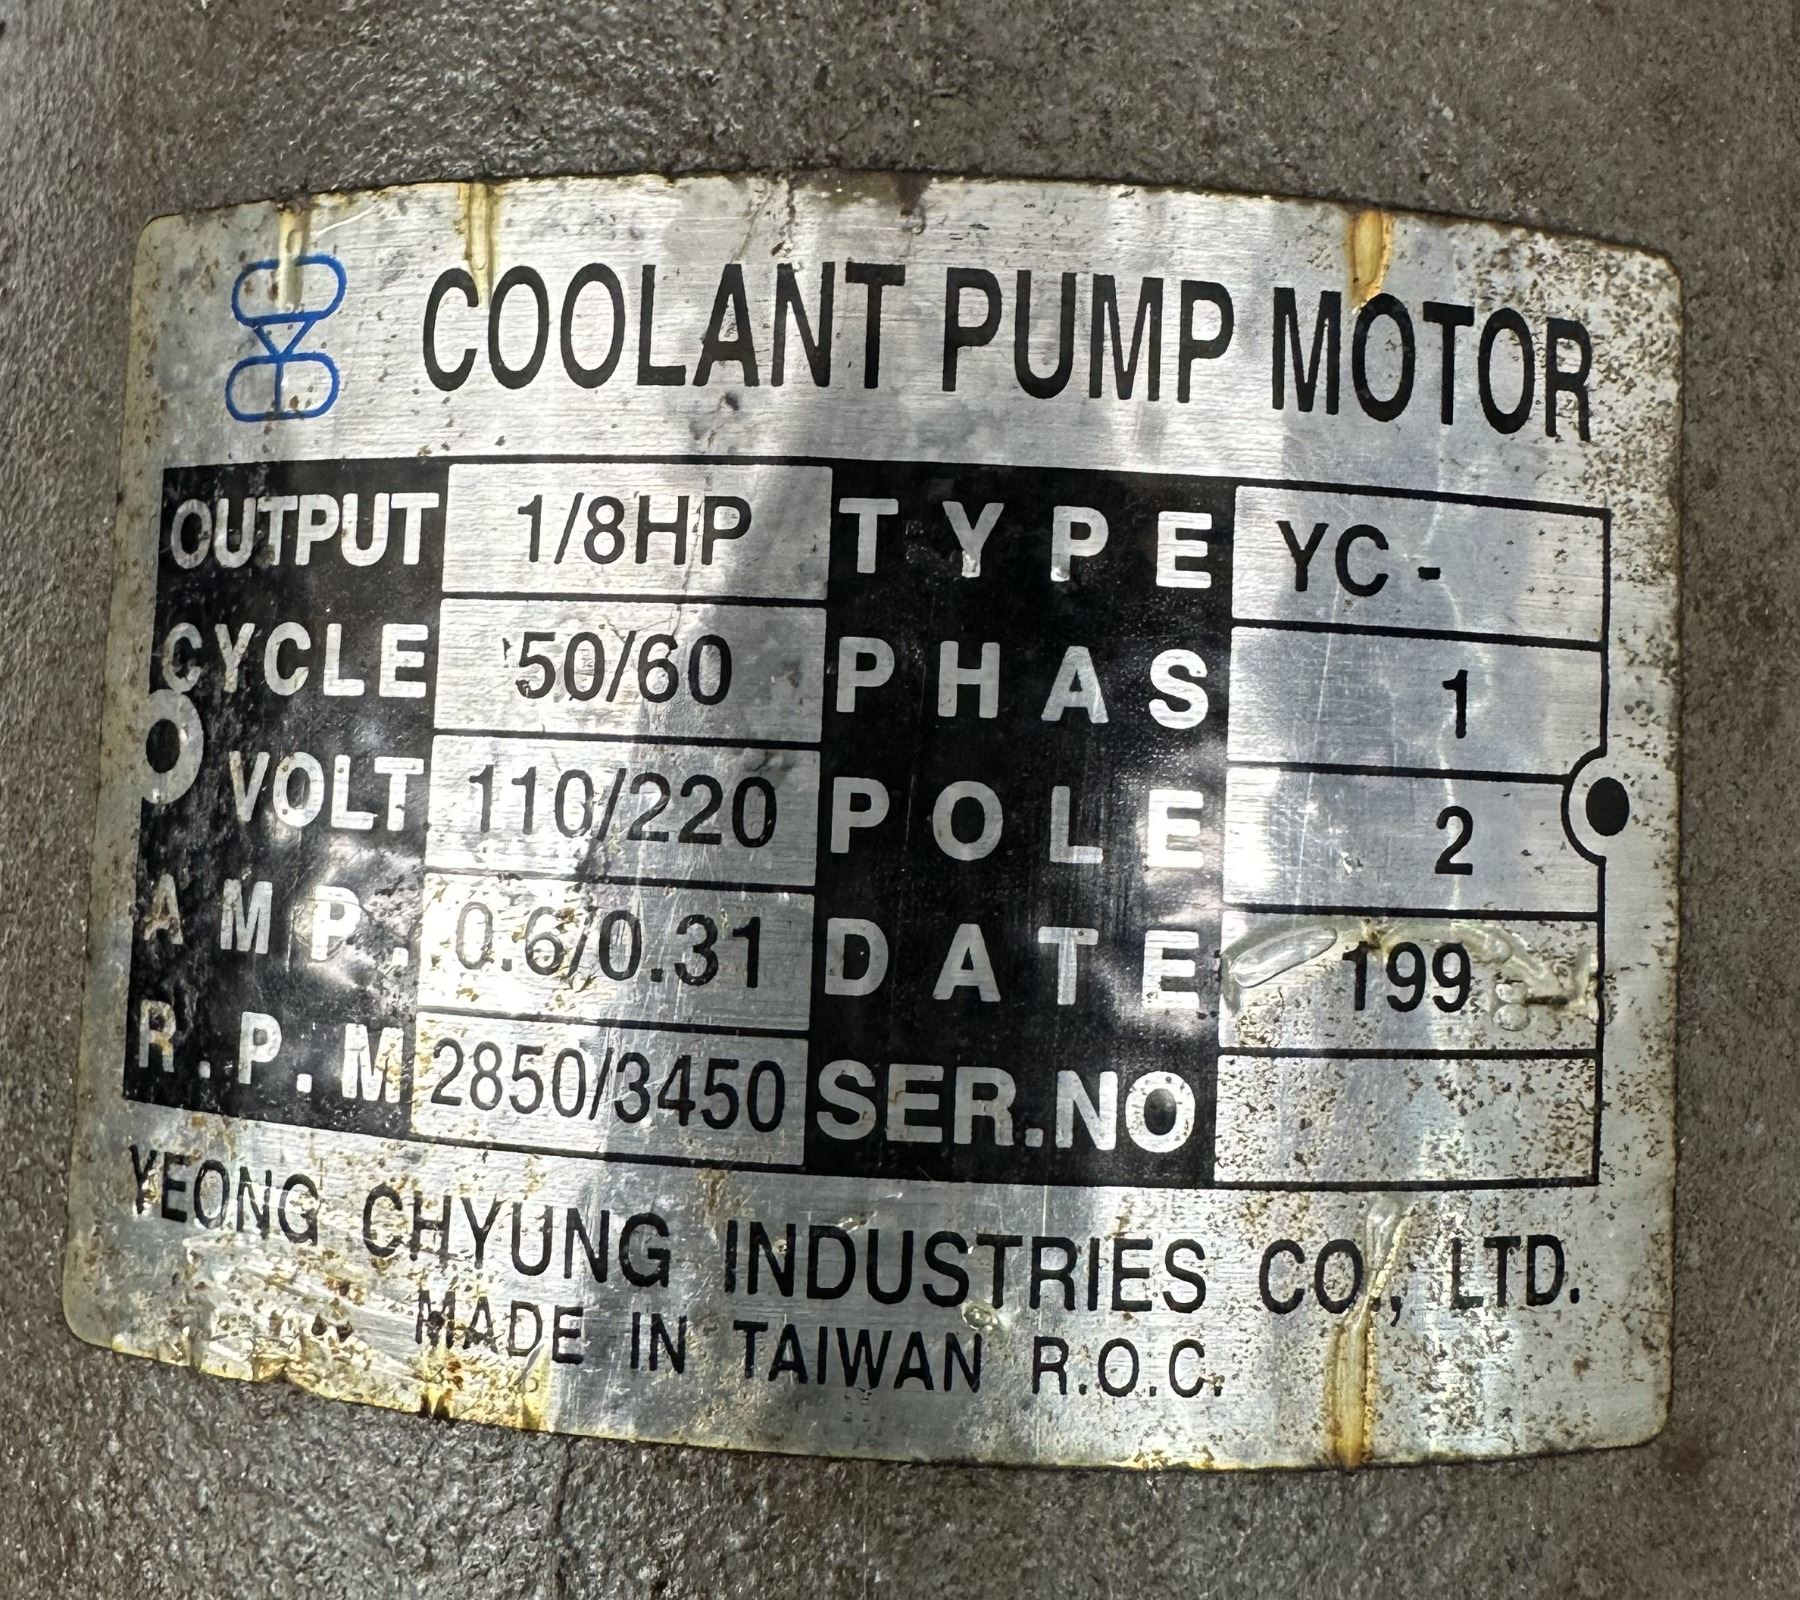 COOLANT PUMP MOTOR
OUTPUT 1/8HP TYPE YC -
CYCLE 50/60 PHAS 1
VOLT 110/220 POLE 2
AMP. 0.6/0.31 DATE 199
R.P.M 2850/3450 SER.NO
YEONG CHYUNG INDUSTRIES CO., LTD.
MADE IN TAIWAN R.O.C.